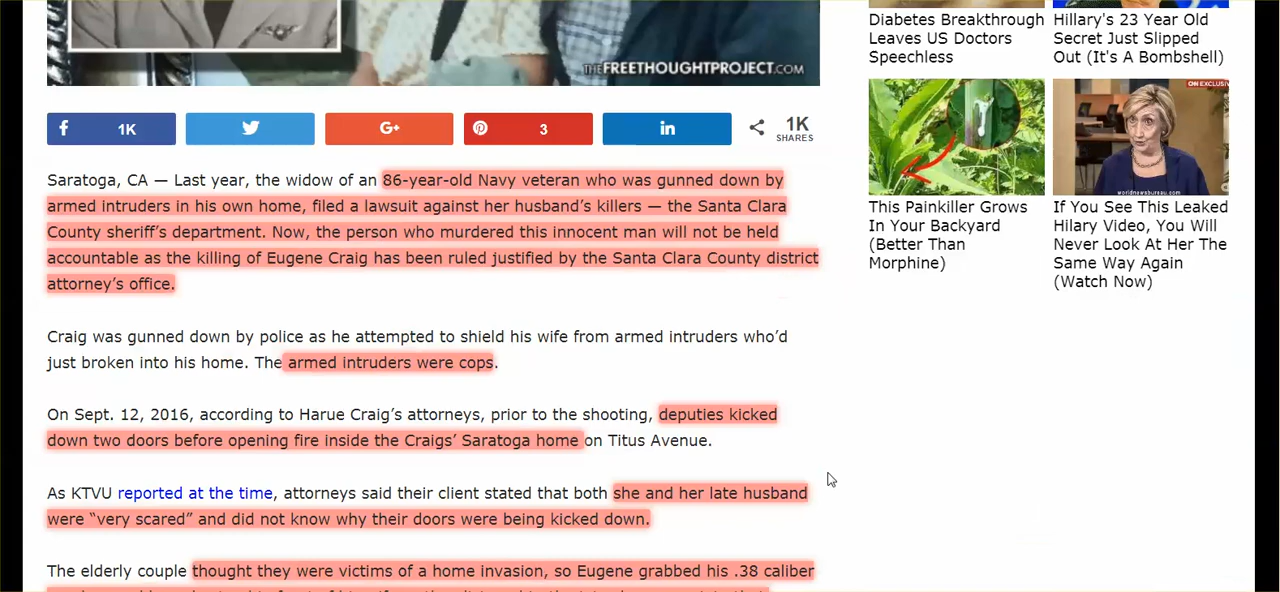 THEFREETHOUGHTPROJECT.COM
f 1K
G+
3
in
1K
SHARES
Saratoga, CA — Last year, the widow of an 86-year-old Navy veteran who was gunned down by
armed intruders in his own home, filed a lawsuit against her husband's killers — the Santa Clara
County sheriff's department. Now, the person who murdered this innocent man will not be held
accountable as the killing of Eugene Craig has been ruled justified by the Santa Clara County district
attorney's office.
Craig was gunned down by police as he attempted to shield his wife from armed intruders who'd
just broken into his home. The armed intruders were cops.
On Sept. 12, 2016, according to Harue Craig's attorneys, prior to the shooting, deputies kicked
down two doors before opening fire inside the Craigs' Saratoga home on Titus Avenue.
As KTVU reported at the time, attorneys said their client stated that both she and her late husband
were "very scared" and did not know why their doors were being kicked down.
The elderly couple thought they were victims of a home invasion, so Eugene grabbed his .38 caliber
Diabetes Breakthrough
Leaves US Doctors
Speechless
Hillary's 23 Year Old
Secret Just Slipped
Out (It's A Bombshell)
CNN EXCLUSIV
worldnewsbureau.com
This Painkiller Grows
In Your Backyard
(Better Than
Morphine)
If You See This Leaked
Hilary Video, You Will
Never Look At Her The
Same Way Again
(Watch Now)